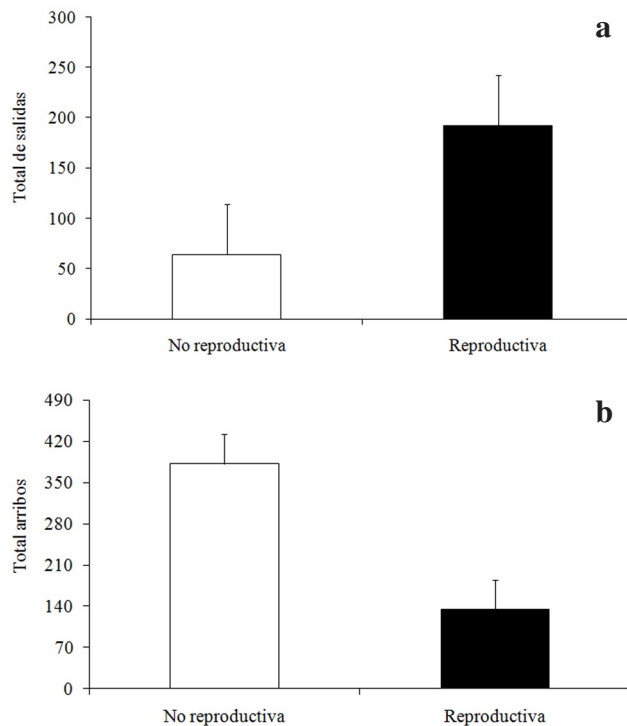 a
Total de salidas
300
250
200
150
100
50
0
No reproductiva
Reproductiva
b
Total arribos
490
420
350
280
210
140
70
0
No reproductiva
Reproductiva